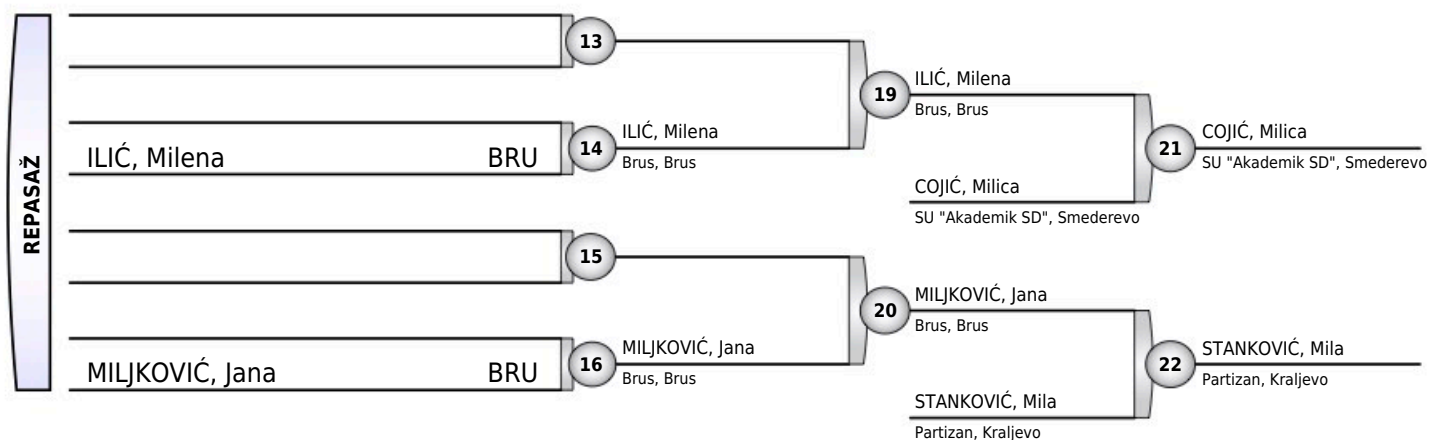 REPASAŽ
13
ILIĆ, Milena
19
Brus, Brus
ILIĆ, Milena BRU
14
ILIĆ, Milena
Brus, Brus
21
COJIĆ, Milica
SU "Akademik SD", Smederevo
COJIĆ, Milica
SU "Akademik SD", Smederevo
15
MILJKOVIĆ, Jana
20
Brus, Brus
MILJKOVIĆ, Jana BRU
16
MILJKOVIĆ, Jana
Brus, Brus
22
STANKOVIĆ, Mila
Partizan, Kraljevo
STANKOVIĆ, Mila
Partizan, Kraljevo